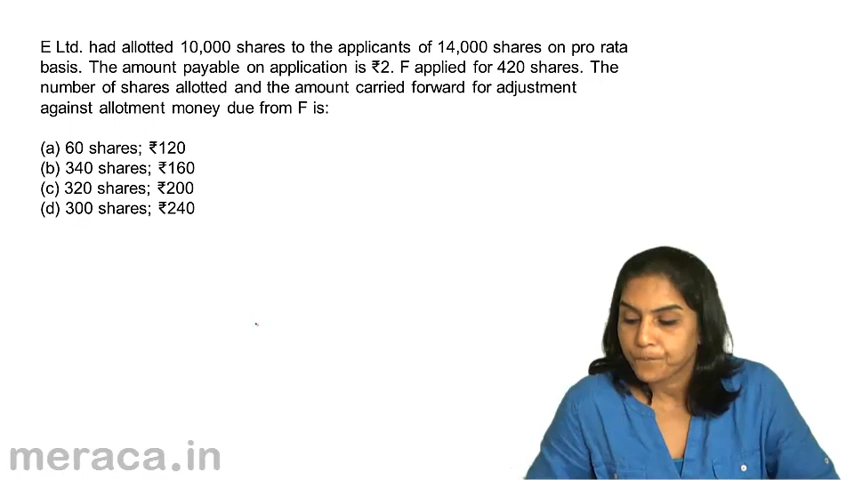 E Ltd. had allotted 10,000 shares to the applicants of 14,000 shares on pro rata
basis. The amount payable on application is ₹2. F applied for 420 shares. The
number of shares allotted and the amount carried forward for adjustment
against allotment money due from F is:
(a) 60 shares; ₹120
(b) 340 shares; ₹160
(c) 320 shares; ₹200
(d) 300 shares; ₹240
meraca.in